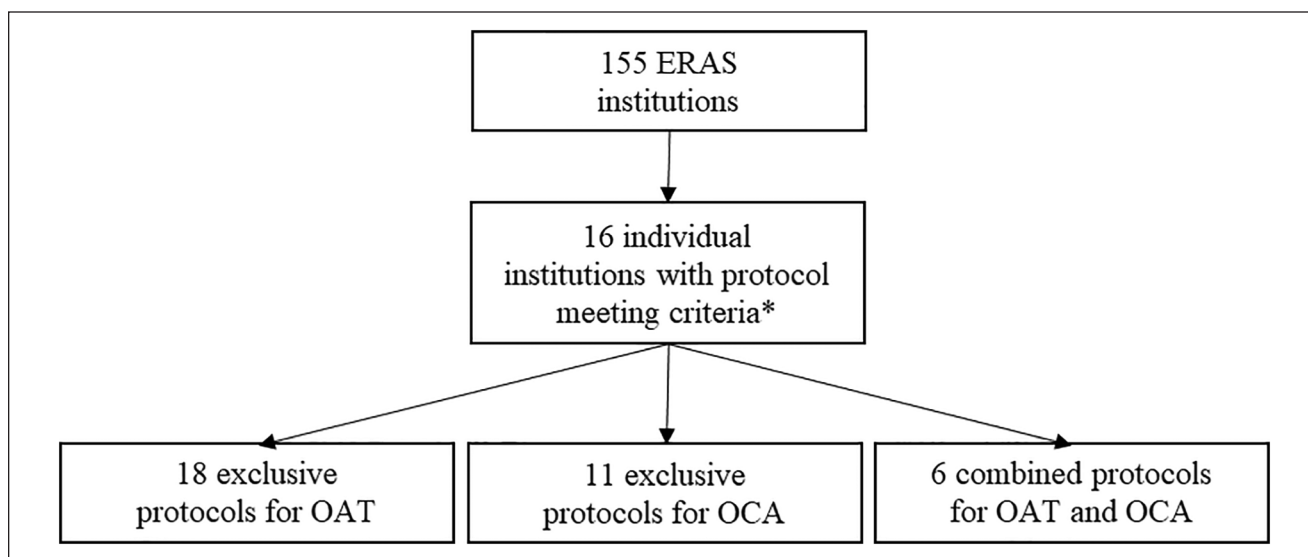 155 ERAS
institutions
16 individual
institutions with protocol
meeting criteria*
18 exclusive
protocols for OAT
11 exclusive
protocols for OCA
6 combined protocols
for OAT and OCA